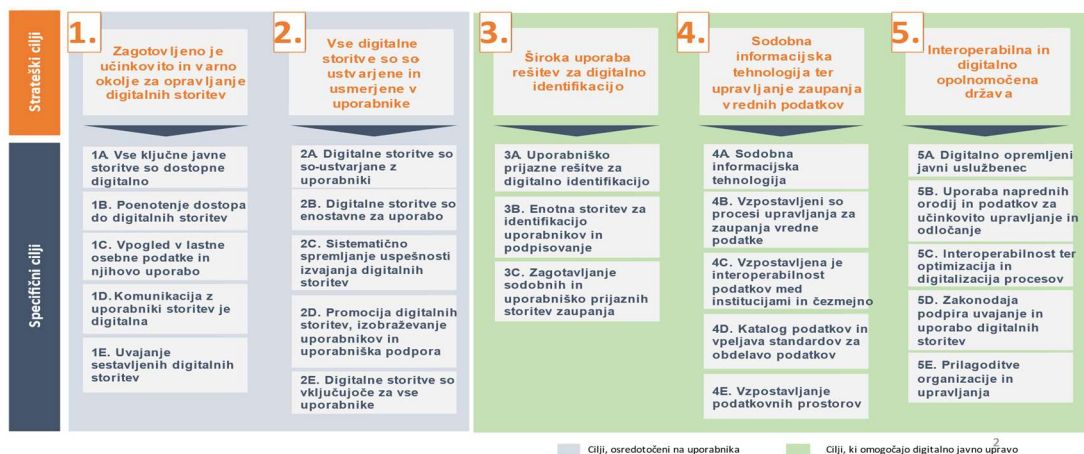 Strateški cilji
1.
Zagotovljeno je
učinkovito in varno
okolje za opravljanje
digitalnih storitev
2.
Vse digitalne
storitve so so-
ustvarjene in
usmerjene v
uporabnike
3.
Široka uporaba
rešitev za digitalno
identifikacijo
4.
Sodobna
informacijska
tehnologija ter
upravljanje zaupanja
vrednih podatkov
5.
Interoperabilna in
digitalno
opolnomočena
država
Specifični cilji
1A. Vse ključne javne
storitve so dostopne
digitalno
1B. Poenotenje dostopa
do digitalnih storitev
1C. Vpogled v lastne
osebne podatke in
njihovo uporabo
1D. Komunikacija z
uporabniki storitev je
digitalna
1E. Uvajanje
sestavljenih digitalnih
storitev
2A. Digitalne storitve so
so-ustvarjane z
uporabniki
2B. Digitalne storitve so
enostavne za uporabo
2C. Sistematično
spremljanje uspešnosti
izvajanja digitalnih
storitev
2D. Promocija digitalnih
storitev, izobraževanje
uporabnikov in
uporabniška podpora
2E. Digitalne storitve so
vključujoče za vse
uporabnike
3A. Uporabniško
prijazne rešitve za
digitalno identifikacijo
3B. Enotna storitev za
identifikacijo
uporabnikov in
podpisovanje
3C. Zagotavljanje
sodobnih in
uporabniško prijaznih
storitev zaupanja
4A. Sodobna
informacijska
tehnologija
4B. Vzpostavljeni so
procesi upravljanja za
zaupanja vredne
podatke
4C. Vzpostavljena je
interoperabilnost
podatkov med
institucijami in čezmejno
4D. Katalog podatkov in
vpeljava standardov za
obdelavo podatkov
4E. Vzpostavljanje
podatkovnih prostorov
5A. Digitalno opremljeni
javni uslužbenec
5B. Uporaba naprednih
orodij in podatkov za
učinkovito upravljanje in
odločanje
5C. Interoperabilnost ter
optimizacija in
digitalizacija procesov
5D. Zakonodaja
podpira uvajanje in
uporabo digitalnih
storitev
5E. Prilagoditve
organizacije in
upravljanja
Cilji, osredotočeni na uporabnika
Cilji, ki omogočajo digitalno javno upravo
2